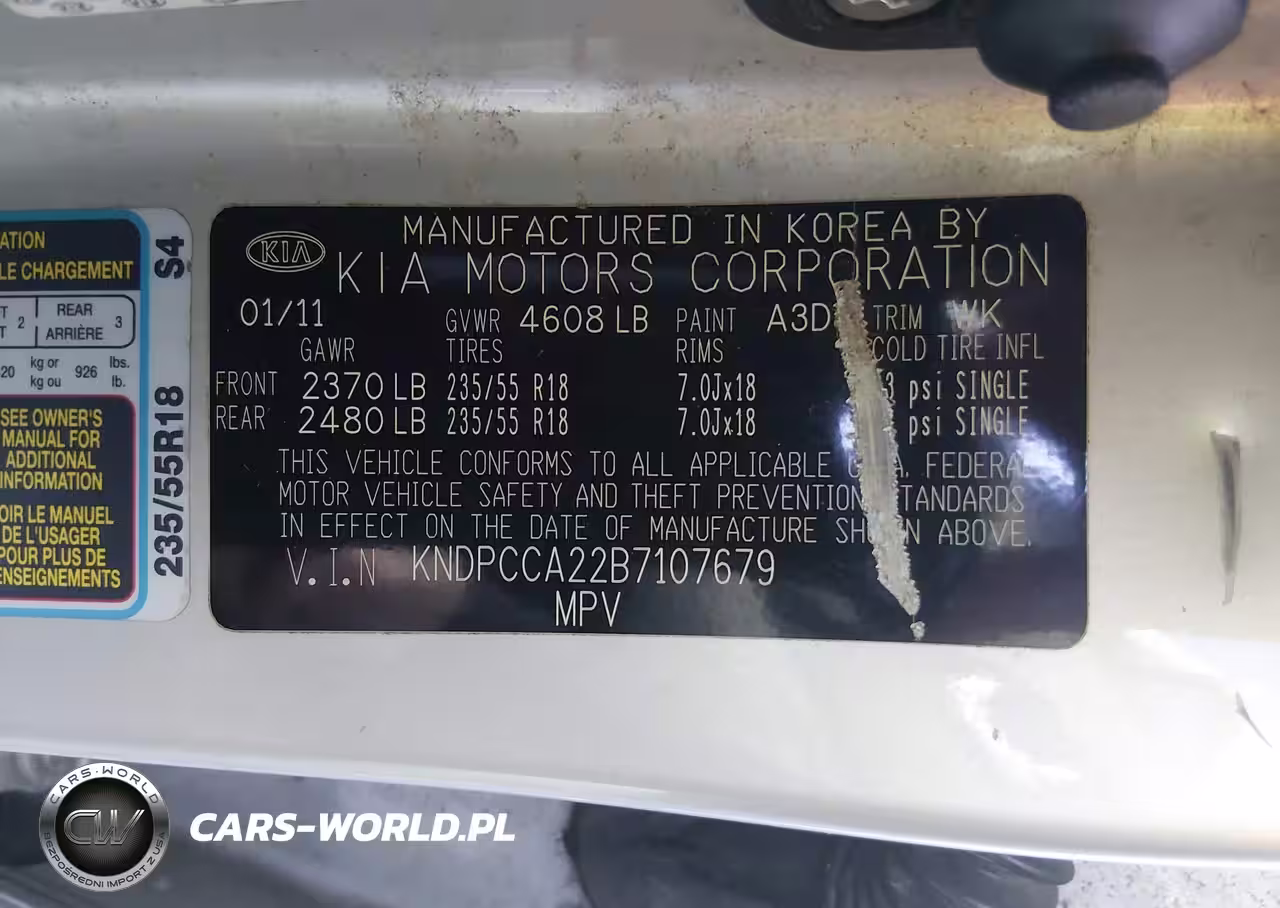 MANUFACTURED IN KOREA BY
KIA
KIA MOTORS CORPORATION
01/11 GVWR 4608 LB PAINT A3D TRIM WK
GAWR TIRES RIMS COLD TIRE INFL
FRONT 2370 LB 235/55 R18 7.0Jx18 psi SINGLE
REAR 2480 LB 235/55 R18 7.0Jx18 psi SINGLE
THIS VEHICLE CONFORMS TO ALL APPLICABLE FEDERAL
MOTOR VEHICLE SAFETY AND THEFT PREVENTION STANDARDS
IN EFFECT ON THE DATE OF MANUFACTURE SHOWN ABOVE.
V.I.N KNDPCCA22B7107679
MPV
LE CHARGEMENT
S4
2 REAR 3
ARRIÈRE
kg or 926 lbs.
kg ou lb.
SEE OWNER'S
MANUAL FOR
ADDITIONAL
INFORMATION
LE MANUEL
DE L'USAGER
POUR PLUS DE
235/55R18
CARS-WORLD
CW
BEZPOŚREDNI IMPORT Z USA
CARS-WORLD.PL